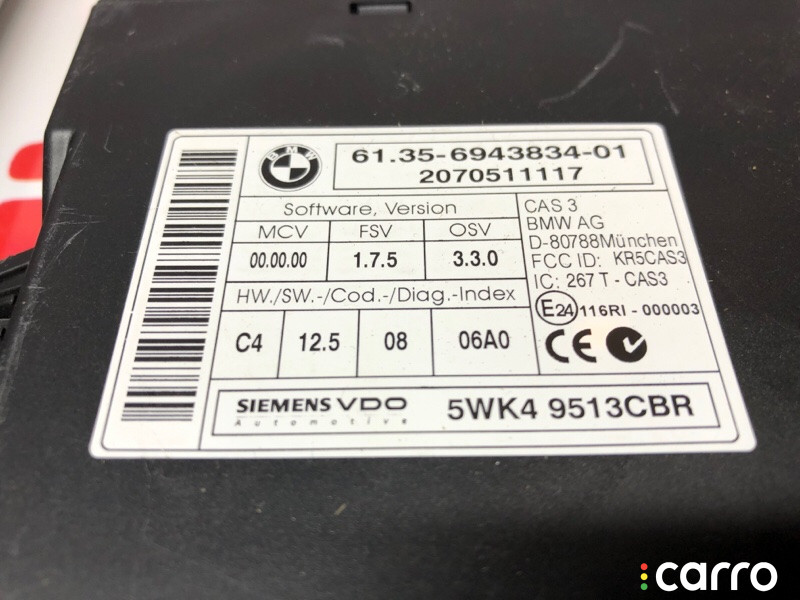 BMW
61.35-6943834-01
2070511117
Software, Version
MCV FSV OSV
00.00.00 1.7.5 3.3.0
HW./SW.-/Cod.-/Diag.-Index
C4 12.5 08 06A0
CAS 3
BMW AG
D-80788München
FCC ID: KR5CAS3
IC: 267 T - CAS3
E24 116RI - 000003
CE
SIEMENS VDO
Automotive
5WK4 9513CBR
carro